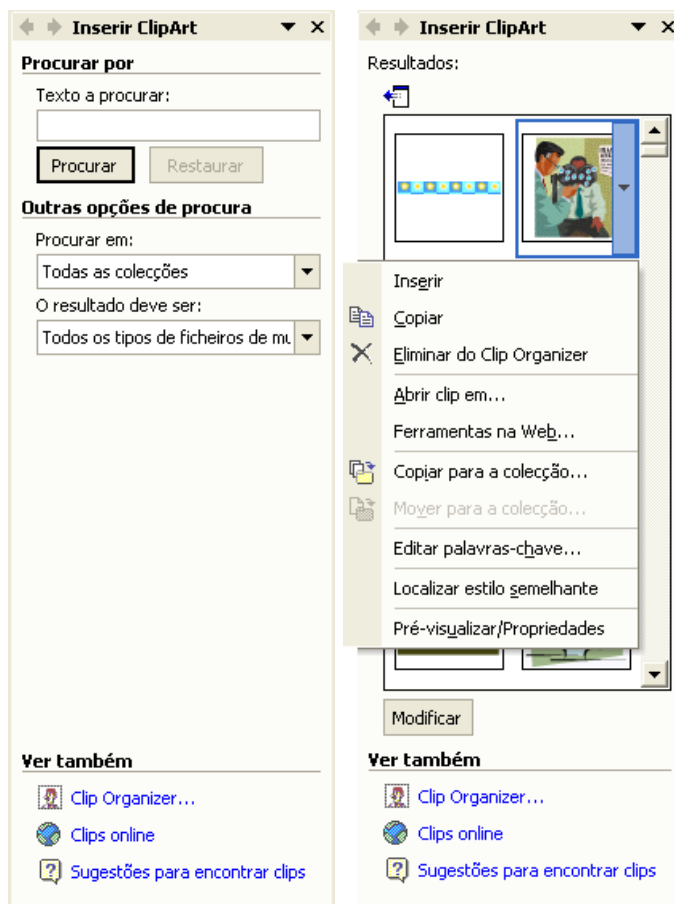 Inserir ClipArt
Procurar por
Texto a procurar:
Procurar
Restaurar
Outras opções de procura
Procurar em:
Todas as colecções
O resultado deve ser:
Todos os tipos de ficheiros de mu
Ver também
Clip Organizer...
Clips online
Sugestões para encontrar clips
Inserir ClipArt
Resultados:
Inserir
Copiar
Eliminar do Clip Organizer
Abrir clip em...
Ferramentas na Web...
Copiar para a colecção...
Mover para a colecção...
Editar palavras-chave...
Localizar estilo semelhante
Pré-visualizar/Propriedades
Modificar
Ver também
Clip Organizer...
Clips online
Sugestões para encontrar clips